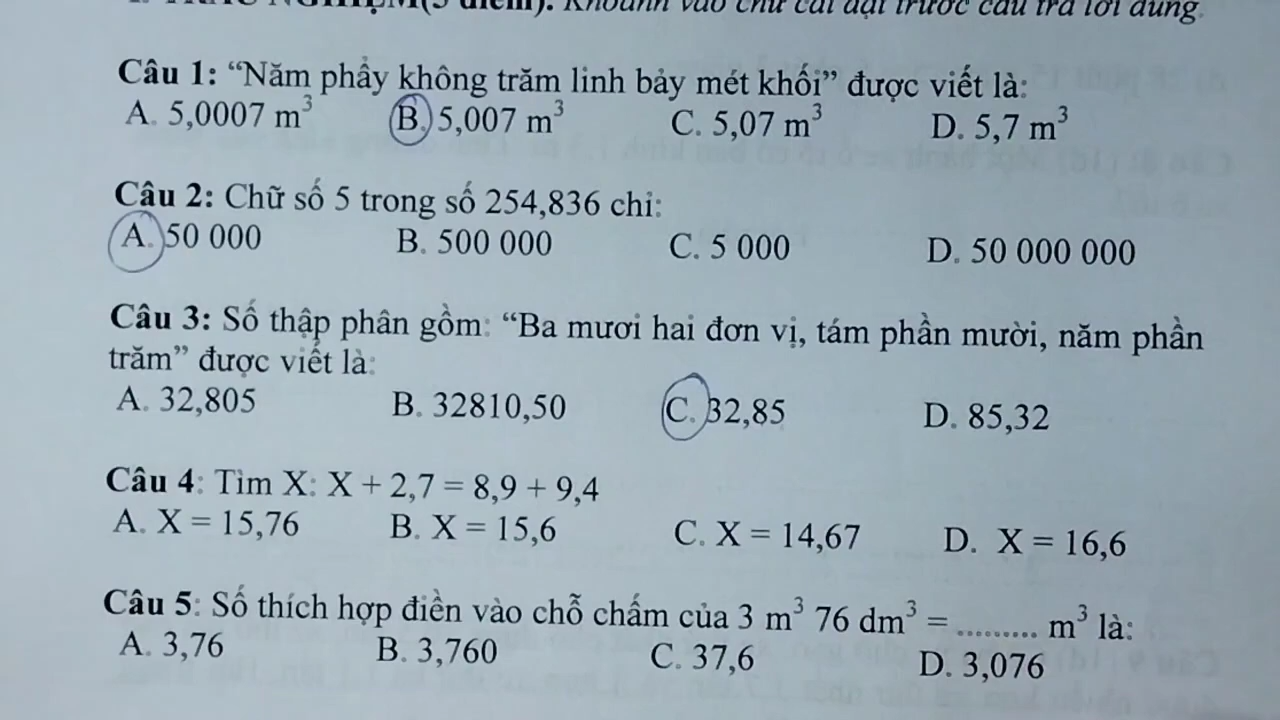 I. TRẮC NGHIỆM(5 điểm). Khoanh vào chữ cái đặt trước câu trả lời đúng.
Câu 1: “Năm phẩy không trăm linh bảy mét khối” được viết là:
A. 5,0007 m³ B. 5,007 m³ C. 5,07 m³ D. 5,7 m³
Câu 2: Chữ số 5 trong số 254,836 chỉ:
A. 50 000 B. 500 000 C. 5 000 D. 50 000 000
Câu 3: Số thập phân gồm: “Ba mươi hai đơn vị, tám phần mười, năm phần
trăm” được viết là:
A. 32,805 B. 32810,50 C. 32,85 D. 85,32
Câu 4: Tìm X: X + 2,7 = 8,9 + 9,4
A. X = 15,76 B. X = 15,6 C. X = 14,67 D. X = 16,6
Câu 5: Số thích hợp điền vào chỗ chấm của 3 m³ 76 dm³ = ......... m³ là:
A. 3,76 B. 3,760 C. 37,6 D. 3,076